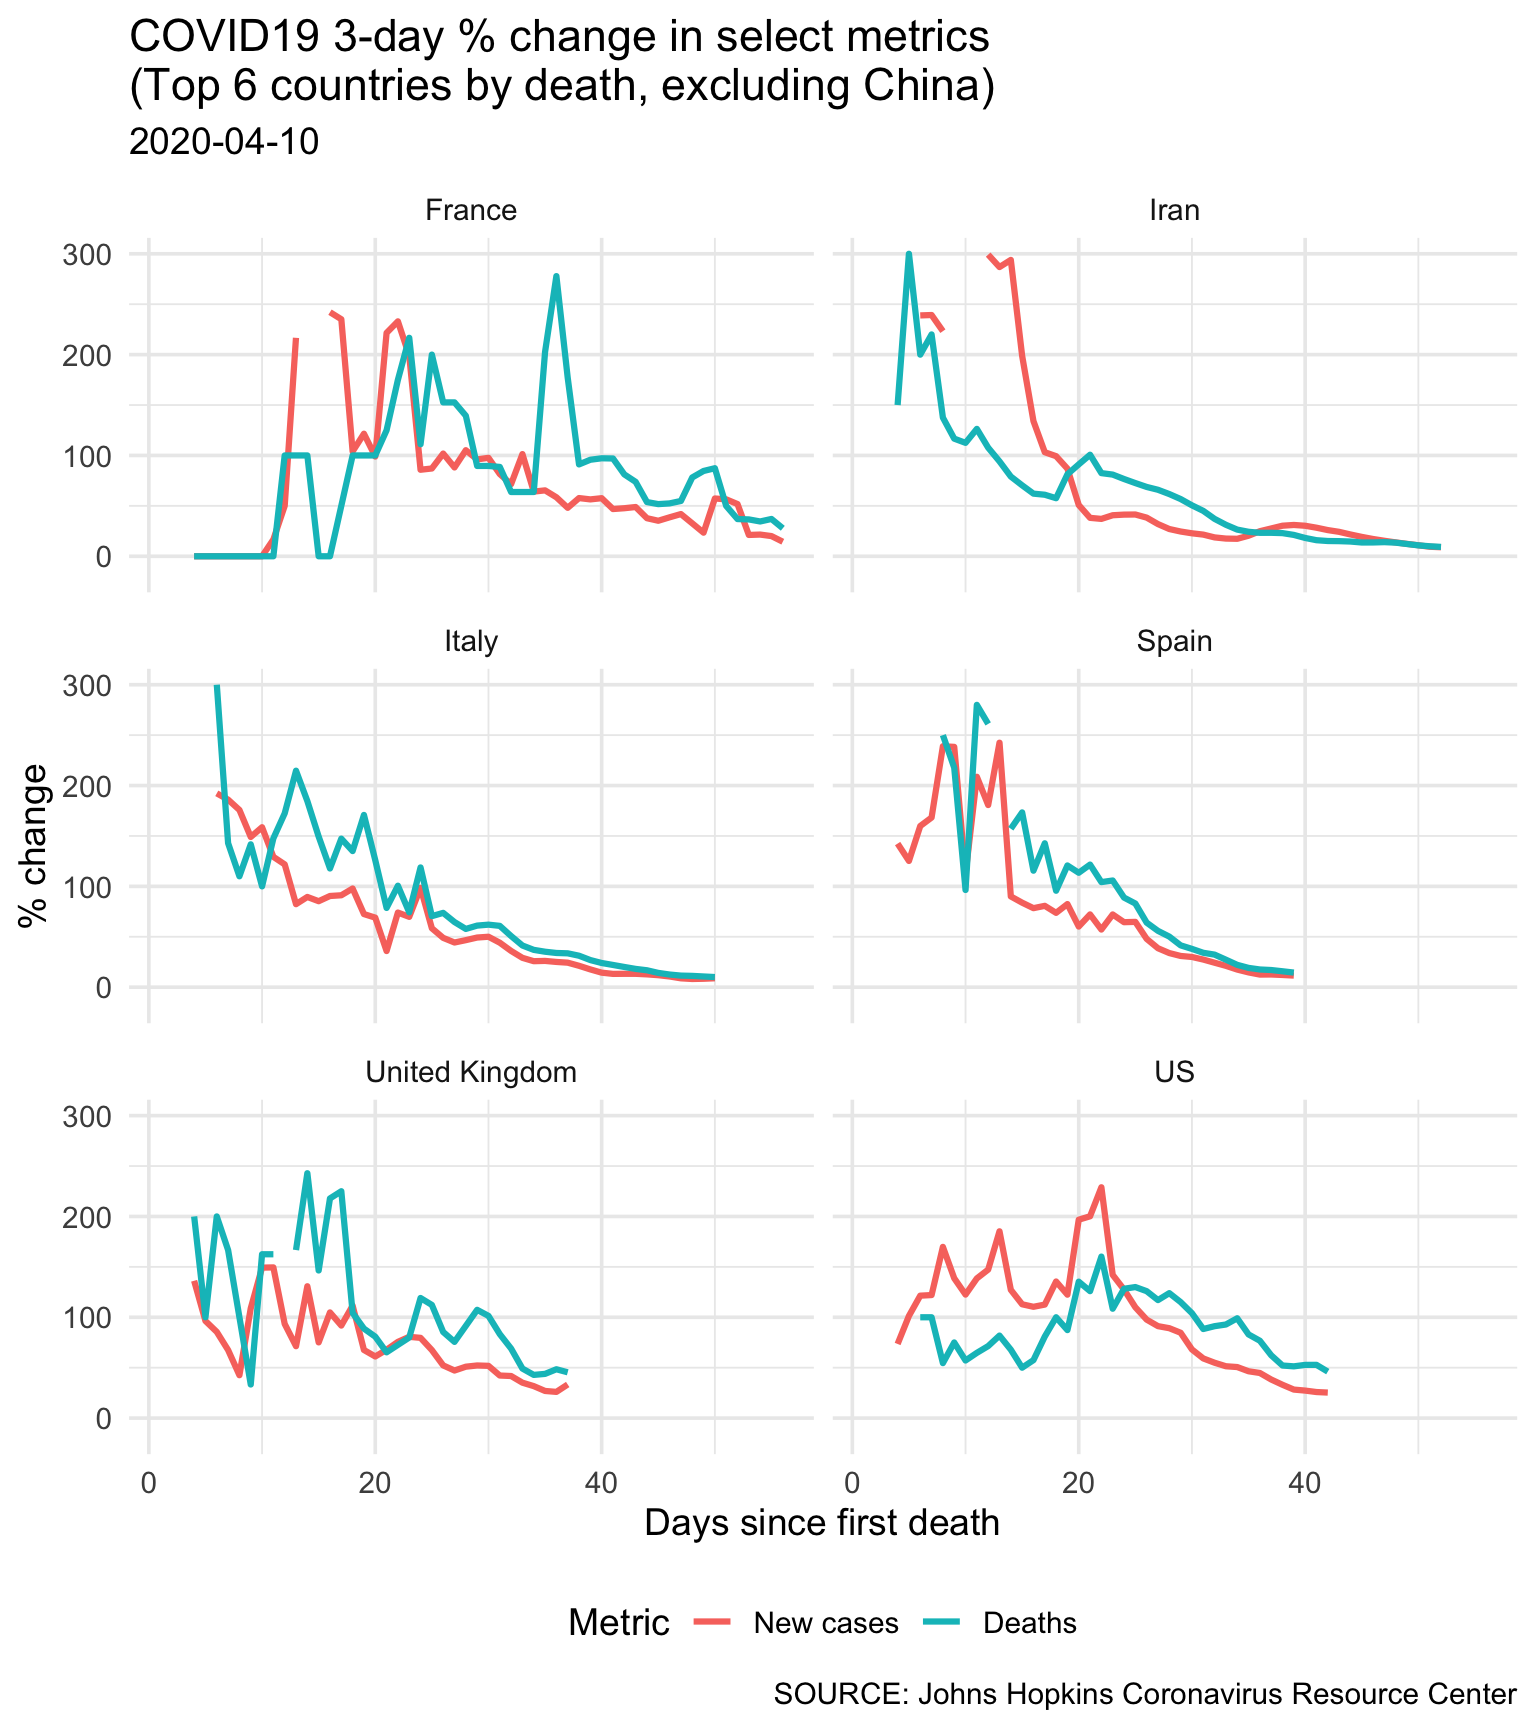 COVID19 3-day % change in select metrics
(Top 6 countries by death, excluding China)
2020-04-10
France
Iran
300
200
100
0
Italy
Spain
300
200
100
0
% change
United Kingdom
US
300
200
100
0
0 20 40
0 20 40
Days since first death
Metric New cases Deaths
SOURCE: Johns Hopkins Coronavirus Resource Center